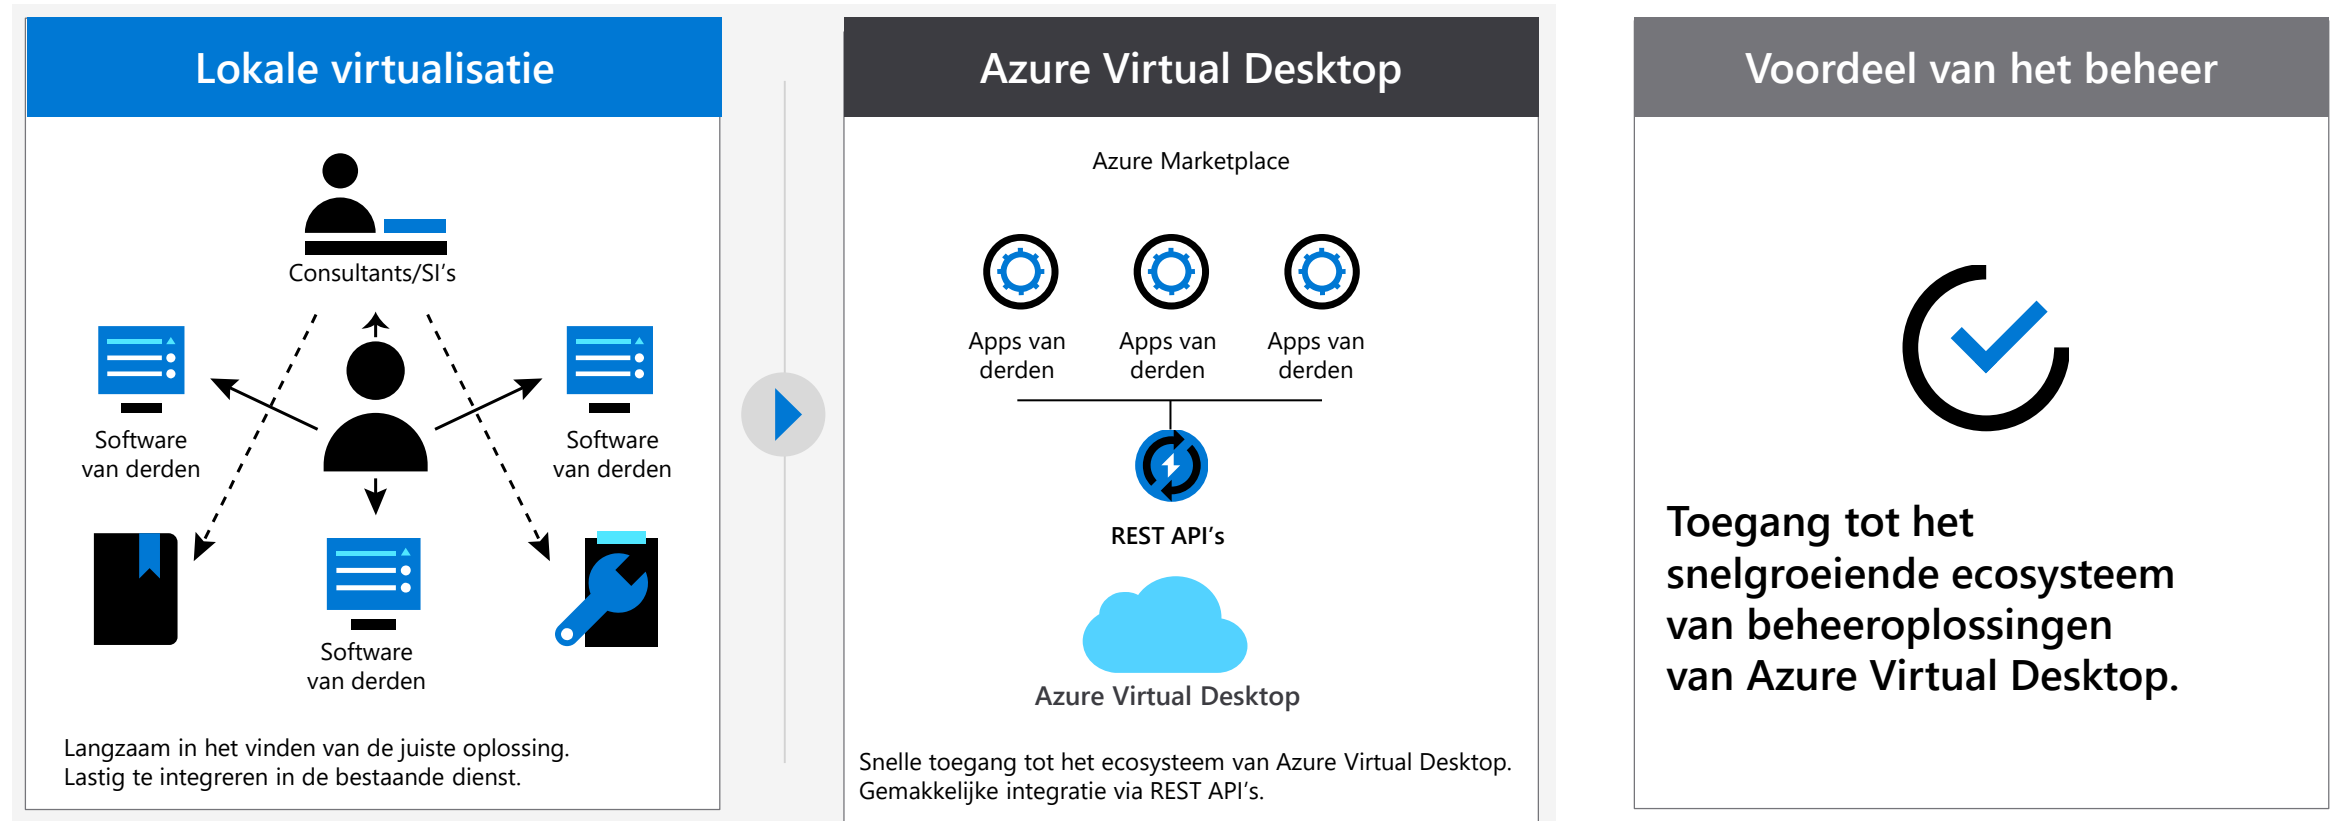 Lokale virtualisatie
Consultants/SI's
Software
van derden
Software
van derden
Software
van derden
Langzaam in het vinden van de juiste oplossing.
Lastig te integreren in de bestaande dienst.
Azure Virtual Desktop
Azure Marketplace
Apps van
derden
Apps van
derden
Apps van
derden
REST API's
Azure Virtual Desktop
Snelle toegang tot het ecosysteem van Azure Virtual Desktop.
Gemakkelijke integratie via REST API's.
Voordeel van het beheer
Toegang tot het
snelgroeiende ecosysteem
van beheeroplossingen
van Azure Virtual Desktop.